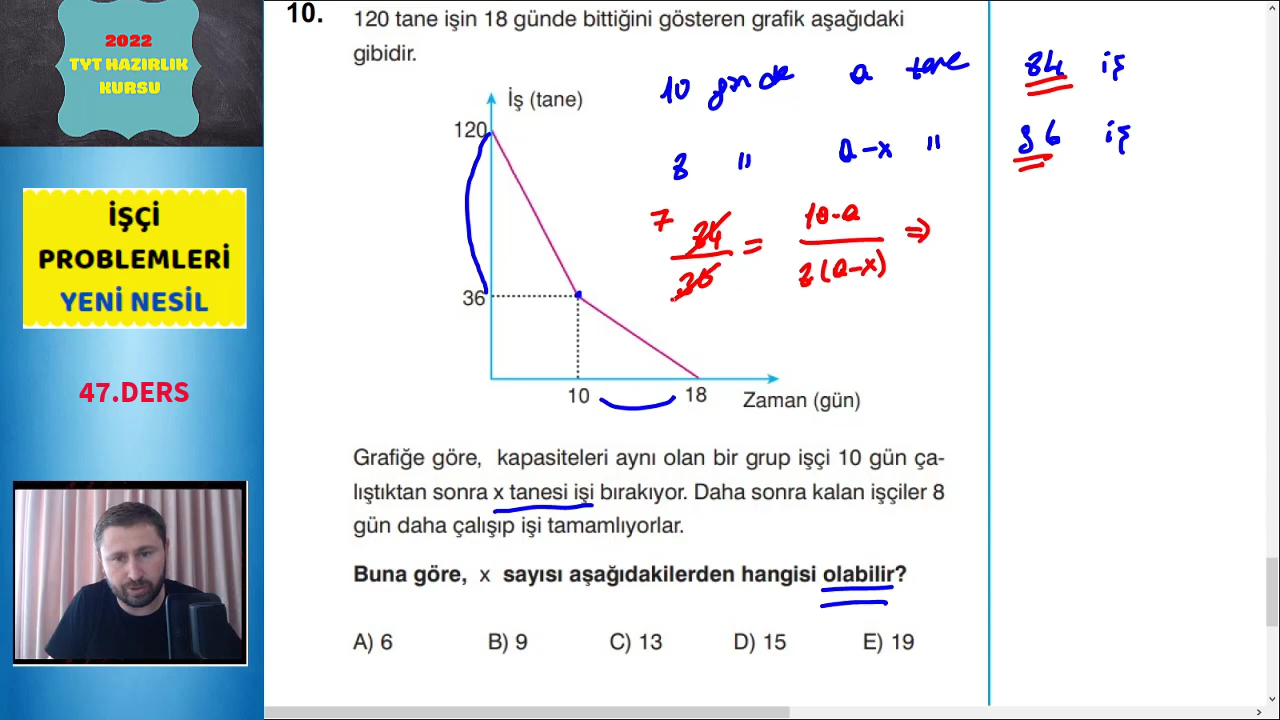 2022
TYT HAZIRLIK
KURSU
İŞÇİ
PROBLEMLERİ
YENİ NESİL
47.DERS
10. 120 tane işin 18 günde bittiğini gösteren grafik aşağıdaki
gibidir.
İş (tane)
120
36
10
18
Zaman (gün)
10 günde a tane 84 iş
8 " a-x " 36 iş
7 84 = 10.a ⇒
36 8(a-x)
Grafiğe göre, kapasiteleri aynı olan bir grup işçi 10 gün ça-
lıştıktan sonra x tanesi işi bırakıyor. Daha sonra kalan işçiler 8
gün daha çalışıp işi tamamlıyorlar.
Buna göre, x sayısı aşağıdakilerden hangisi olabilir?
A) 6 B) 9 C) 13 D) 15 E) 19